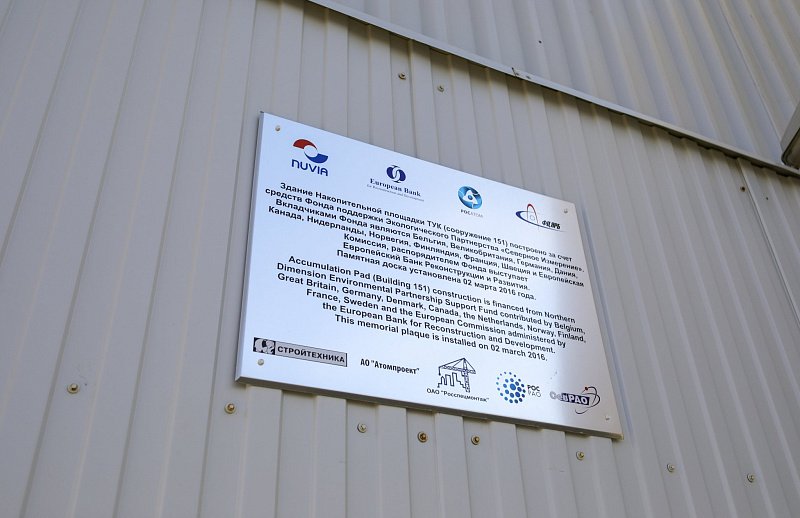 NUVIA
European Bank
for Reconstruction and Development
РОСАТОМ
ФЦЯРБ
Здание Накопительной площадки ТУК (сооружение 151) построено за счет
средств Фонда поддержки Экологического Партнерства «Северное Измерение».
Вкладчиками Фонда являются Бельгия, Великобритания, Германия, Дания,
Канада, Нидерланды, Норвегия, Финляндия, Франция, Швеция и Европейская
Комиссия, распорядителем Фонда выступает
Европейский Банк Реконструкции и Развития.
Памятная доска установлена 02 марта 2016 года.
Accumulation Pad (Building 151) construction is financed from Northern
Dimension Environmental Partnership Support Fund contributed by Belgium,
Great Britain, Germany, Denmark, Canada, the Netherlands, Norway, Finland,
France, Sweden and the European Commission administered by
the European Bank for Reconstruction and Development.
This memorial plaque is installed on 02 march 2016.
СТРОЙТЕХНИКА
АО "Атомпроект"
ОАО "Росспецмонтаж"
РОС
РАО
СевРАО